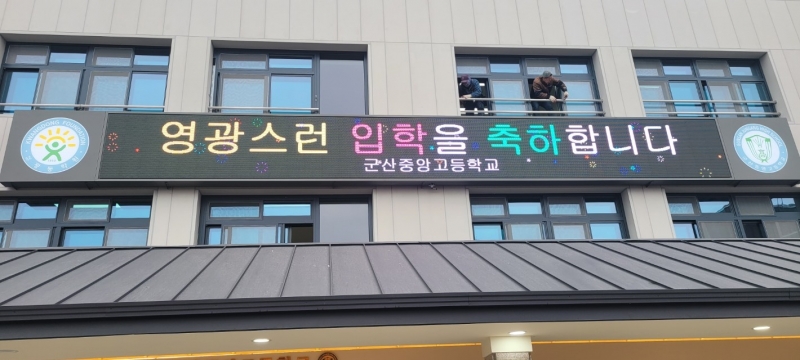 영광스런 입학을 축하합니다
군산중앙고등학교